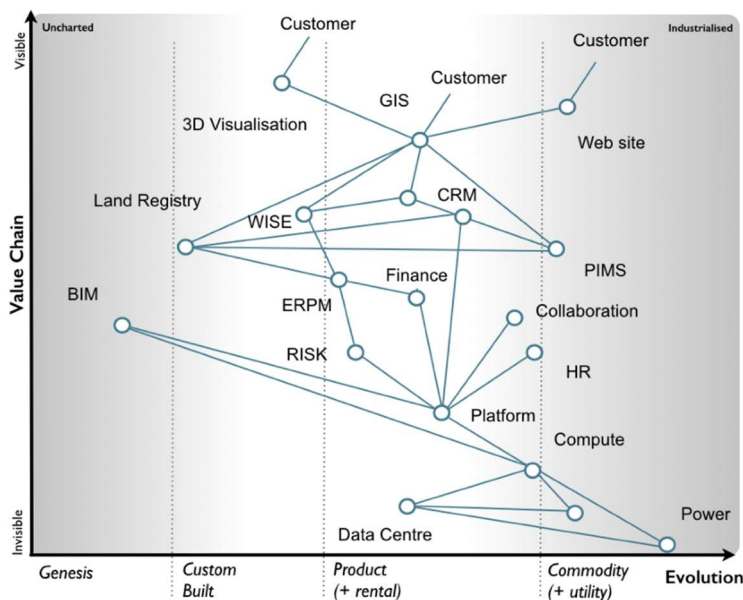 Customer
Uncharted
Industrialised
Visible
Customer
Customer
GIS
3D Visualisation
Web site
CRM
Land Registry
WISE
PIMS
Finance
BIM
ERPM
Collaboration
RISK
HR
Platform
Compute
Power
Data Centre
Value Chain
Invisible
Genesis
Custom
Built
Product
(+ rental)
Commodity
(+ utility)
Evolution